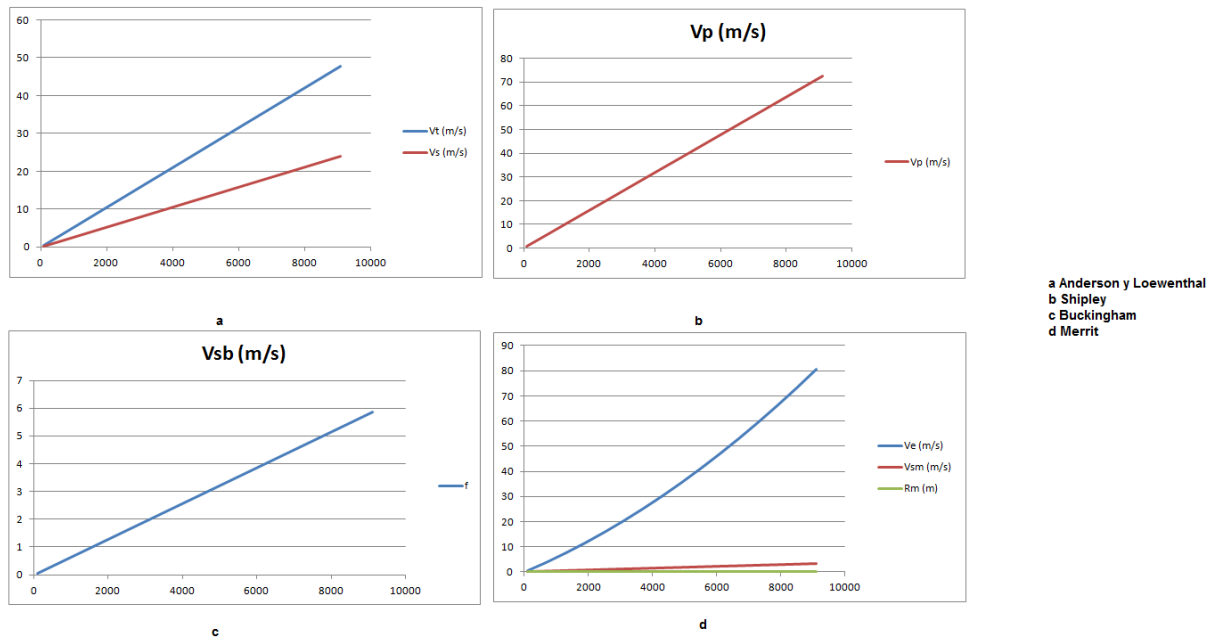 60
50
40
30
20
10
0
0 2000 4000 6000 8000 10000
Vt (m/s)
Vs (m/s)
a
Vp (m/s)
80
70
60
50
40
30
20
10
0
0 2000 4000 6000 8000 10000
Vp (m/s)
b
a Anderson y Loewenthal
b Shipley
c Buckingham
d Merrit
Vsb (m/s)
7
6
5
4
3
2
1
0
0 2000 4000 6000 8000 10000
f
c
90
80
70
60
50
40
30
20
10
0
0 2000 4000 6000 8000 10000
Ve (m/s)
Vsm (m/s)
Rm (m)
d